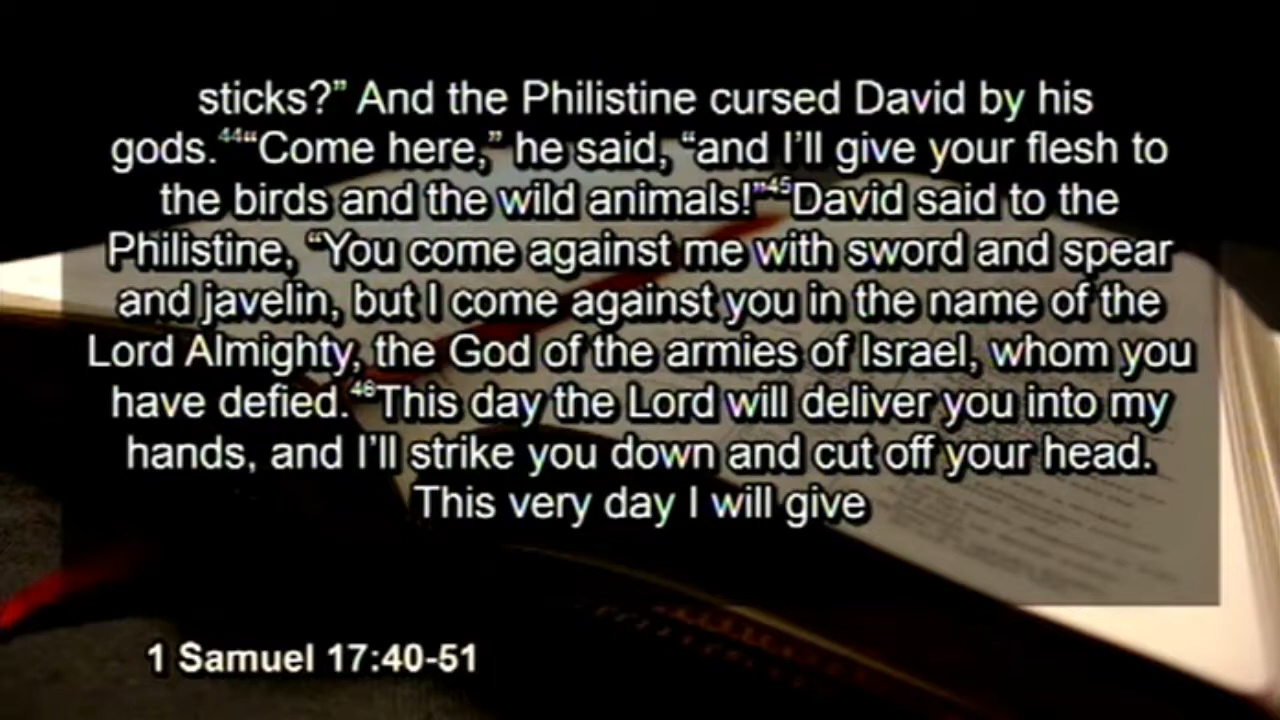 sticks?” And the Philistine cursed David by his
gods.⁴⁴“Come here,” he said, “and I’ll give your flesh to
the birds and the wild animals!”⁴⁵David said to the
Philistine, “You come against me with sword and spear
and javelin, but I come against you in the name of the
Lord Almighty, the God of the armies of Israel, whom you
have defied.⁴⁶This day the Lord will deliver you into my
hands, and I’ll strike you down and cut off your head.
This very day I will give
1 Samuel 17:40-51